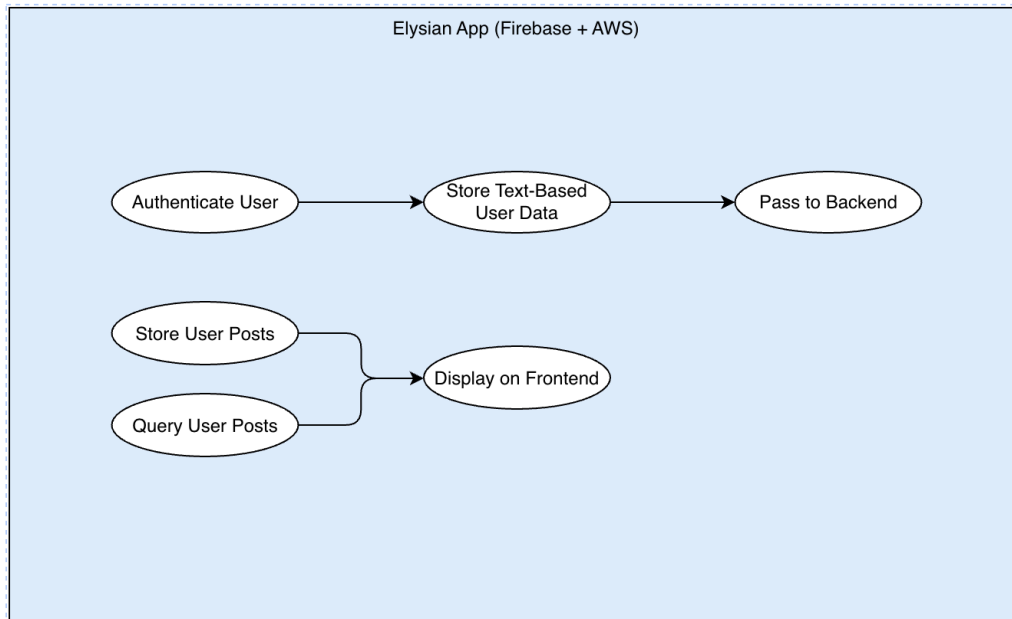 Elysian App (Firebase + AWS)
Authenticate User
Store Text-Based
User Data
Pass to Backend
Store User Posts
Display on Frontend
Query User Posts